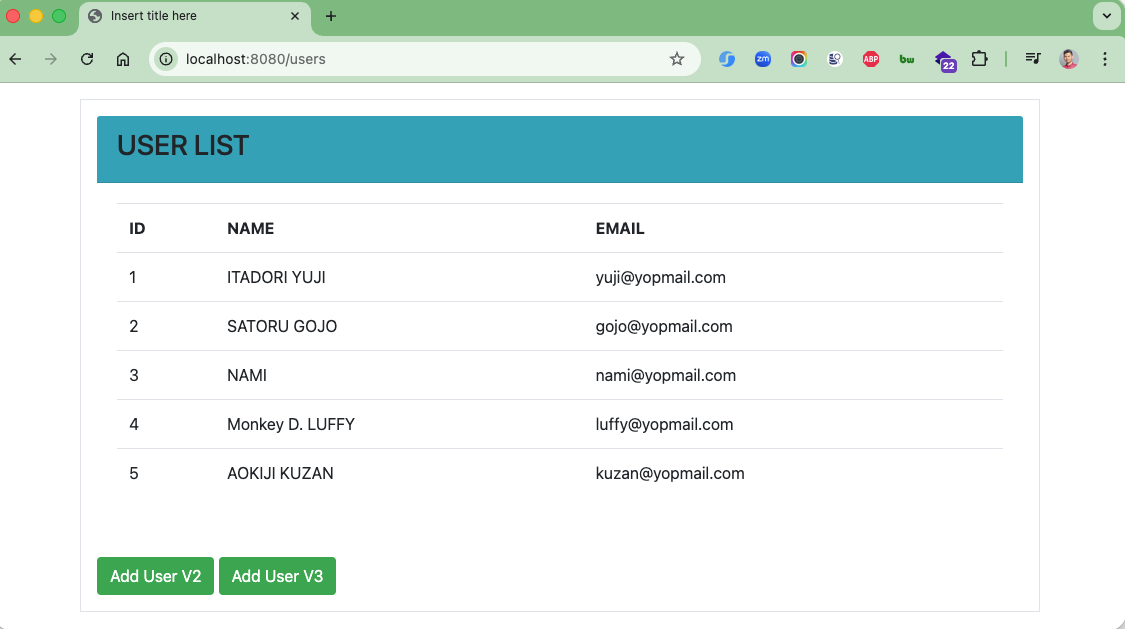 Insert title here
localhost:8080/users
zm
ABP
bw
22
USER LIST
ID NAME EMAIL
1 ITADORI YUJI yuji@yopmail.com
2 SATORU GOJO gojo@yopmail.com
3 NAMI nami@yopmail.com
4 Monkey D. LUFFY luffy@yopmail.com
5 AOKIJI KUZAN kuzan@yopmail.com
Add User V2 Add User V3